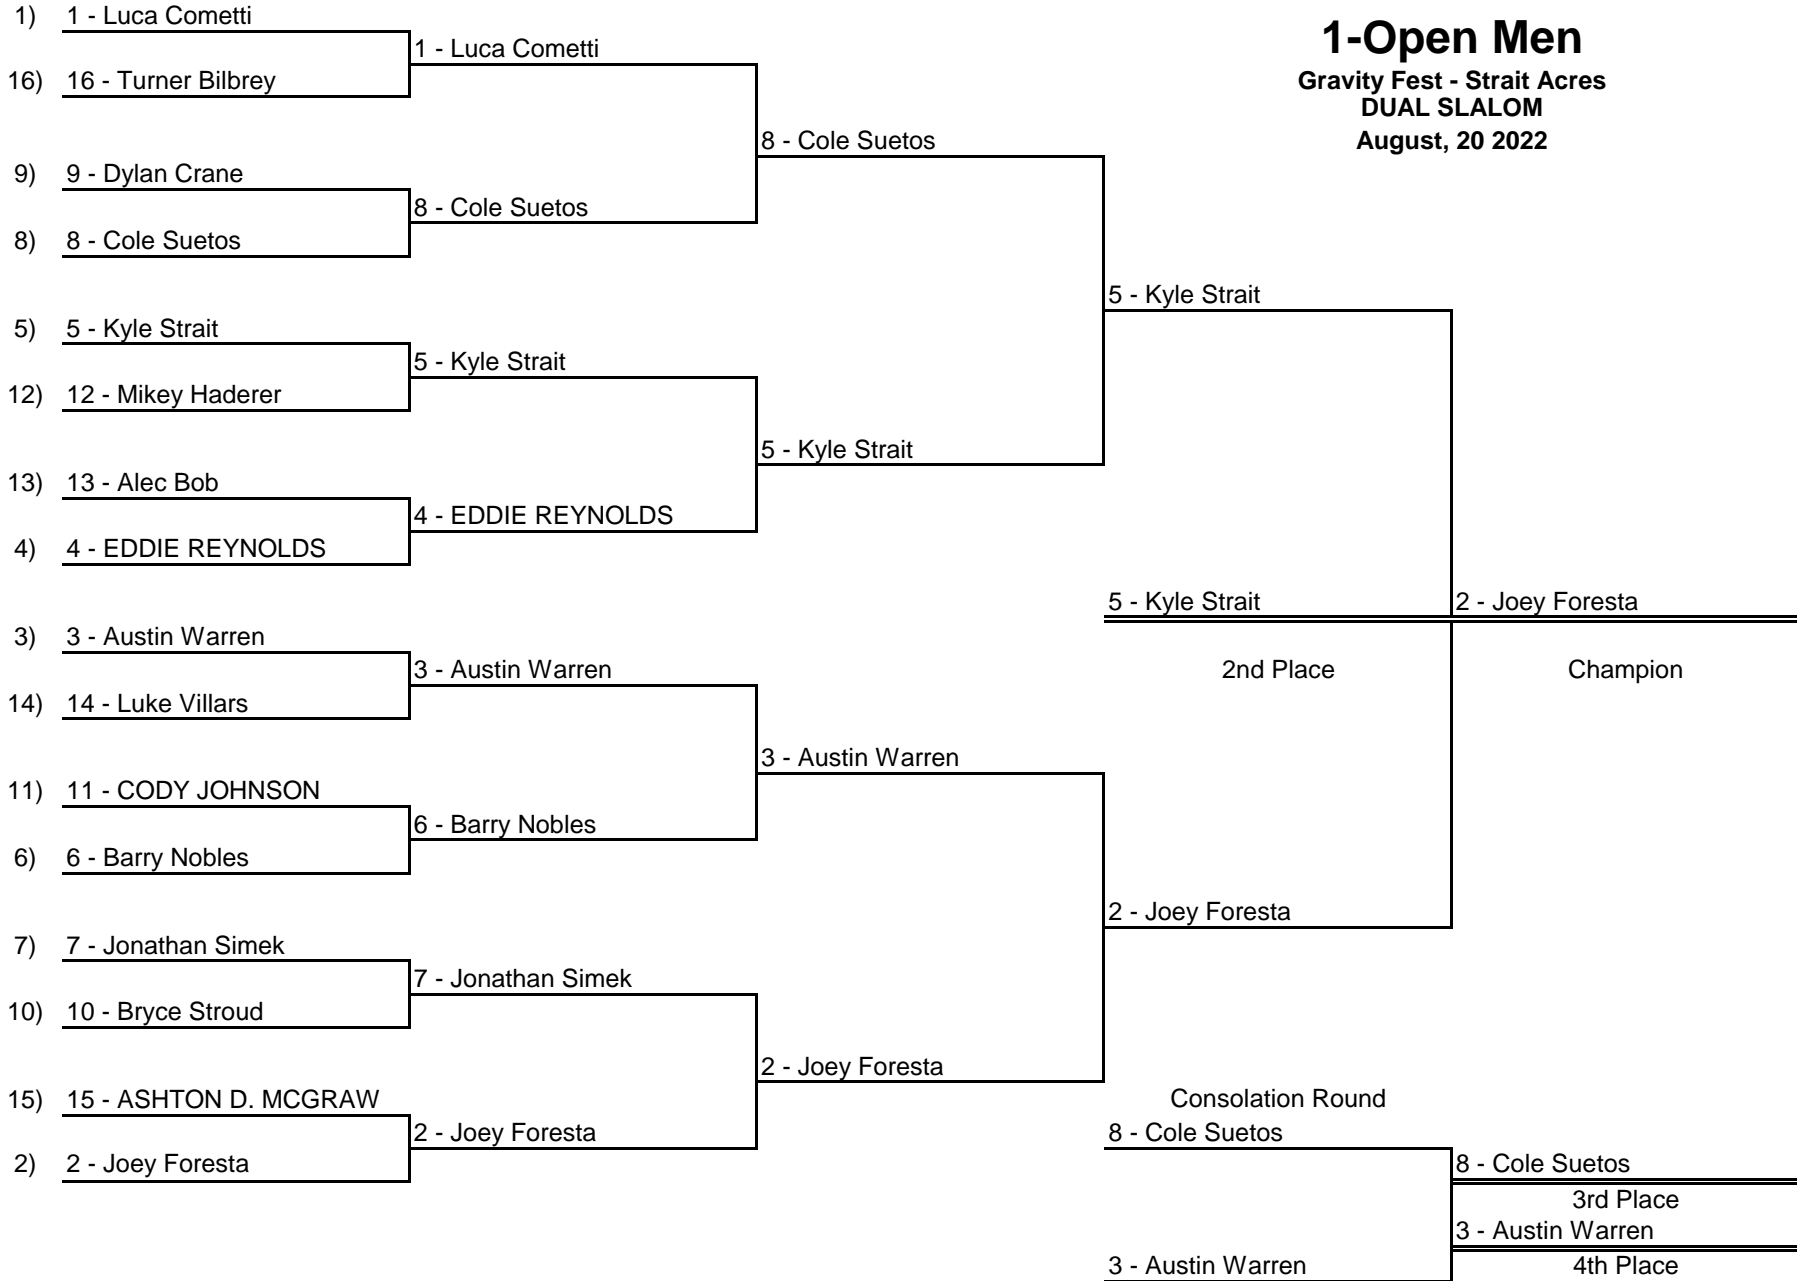 1-Open Men
Gravity Fest - Strait Acres
DUAL SLALOM
August, 20 2022
1) 1 - Luca Cometti
16) 16 - Turner Bilbrey
9) 9 - Dylan Crane
8) 8 - Cole Suetos
5) 5 - Kyle Strait
12) 12 - Mikey Haderer
13) 13 - Alec Bob
4) 4 - EDDIE REYNOLDS
3) 3 - Austin Warren
14) 14 - Luke Villars
11) 11 - CODY JOHNSON
6) 6 - Barry Nobles
7) 7 - Jonathan Simek
10) 10 - Bryce Stroud
15) 15 - ASHTON D. MCGRAW
2) 2 - Joey Foresta
1 - Luca Cometti
8 - Cole Suetos
5 - Kyle Strait
4 - EDDIE REYNOLDS
3 - Austin Warren
6 - Barry Nobles
7 - Jonathan Simek
2 - Joey Foresta
8 - Cole Suetos
5 - Kyle Strait
3 - Austin Warren
2 - Joey Foresta
5 - Kyle Strait
2 - Joey Foresta
5 - Kyle Strait
2nd Place
2 - Joey Foresta
Champion
Consolation Round
8 - Cole Suetos
3 - Austin Warren
8 - Cole Suetos
3rd Place
3 - Austin Warren
4th Place